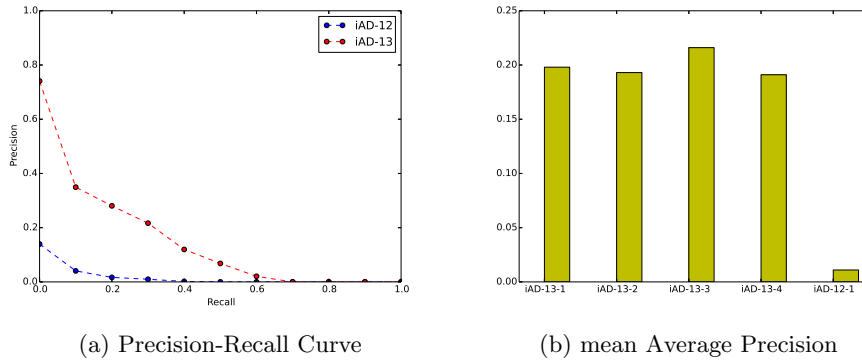 1.0
0.8
0.6
0.4
0.2
0.0
Precision
0.0 0.2 0.4 0.6 0.8 1.0
Recall
iAD-12
iAD-13
(a) Precision-Recall Curve
0.25
0.20
0.15
0.10
0.05
0.00
iAD-13-1 iAD-13-2 iAD-13-3 iAD-13-4 iAD-12-1
(b) mean Average Precision